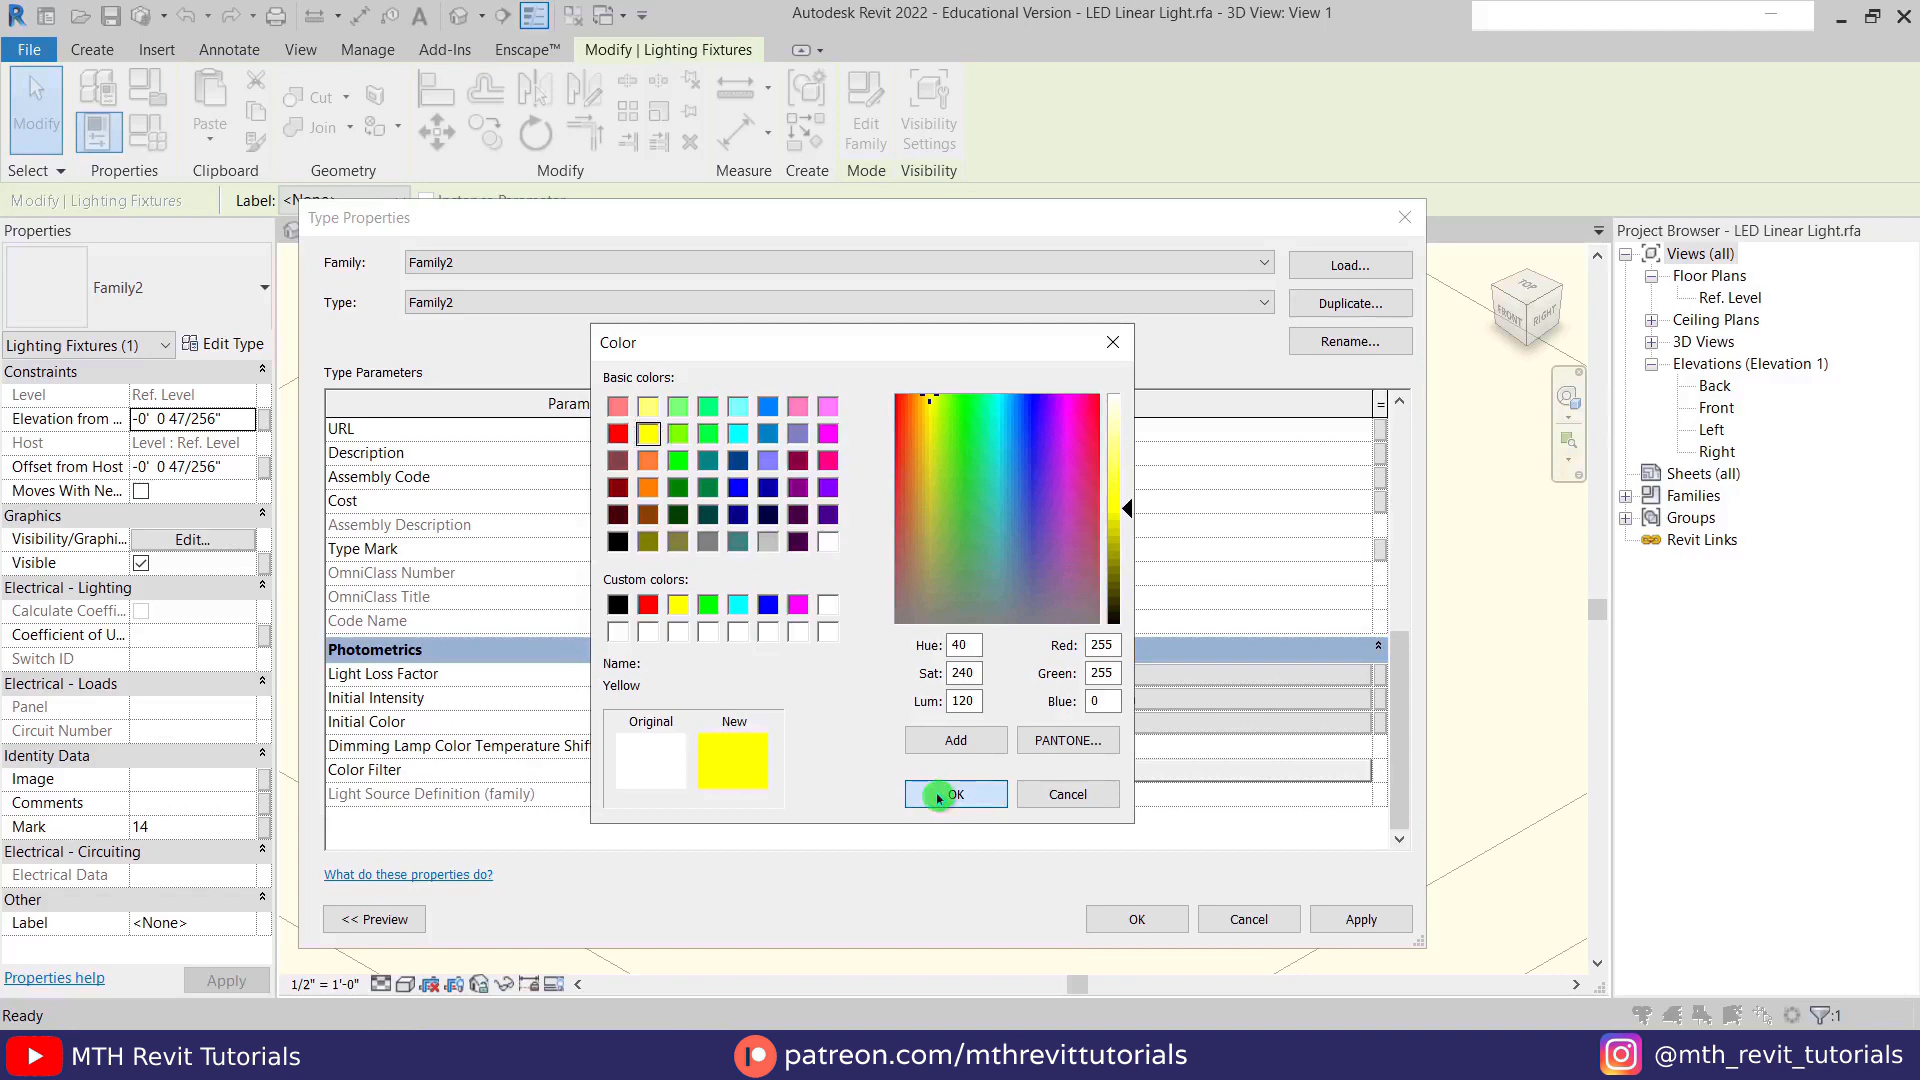 Autodesk Revit 2022 - Educational Version - LED Linear Light.rfa - 3D View: View 1
File Create Insert Annotate View Manage Add-Ins Enscape™ Modify | Lighting Fixtures
Modify Paste Cut Join Edit Family Visibility Settings
Select Properties Clipboard Geometry Modify Measure Create Mode Visibility
Modify | Lighting Fixtures Label: <None>
Properties
Family2
Lighting Fixtures (1) Edit Type
Constraints
Level Ref. Level
Elevation from ... -0' 0 47/256"
Host Level : Ref. Level
Offset from Host -0' 0 47/256"
Moves With Ne...
Graphics
Visibility/Graphi... Edit...
Visible
Electrical - Lighting
Calculate Coeffi...
Coefficient of U...
Switch ID
Electrical - Loads
Panel
Circuit Number
Identity Data
Image
Comments
Mark 14
Electrical - Circuiting
Electrical Data
Other
Label <None>
Properties help Apply
Type Properties
Family: Family2 Load...
Type: Family2 Duplicate...
Rename...
Type Parameters
Param =
URL
Description
Assembly Code
Cost
Assembly Description
Type Mark
OmniClass Number
OmniClass Title
Code Name
Photometrics
Light Loss Factor
Initial Intensity
Initial Color
Dimming Lamp Color Temperature Shif
Color Filter
Light Source Definition (family)
What do these properties do?
<< Preview OK Cancel Apply
Color
Basic colors:
Custom colors:
Name:
Yellow
Original New
Hue: 40 Red: 255
Sat: 240 Green: 255
Lum: 120 Blue: 0
Add PANTONE...
OK Cancel
TOP
FRONT RIGHT
Project Browser - LED Linear Light.rfa
Views (all)
Floor Plans
Ref. Level
Ceiling Plans
3D Views
Elevations (Elevation 1)
Back
Front
Left
Right
Sheets (all)
Families
Groups
Revit Links
1/2" = 1'-0"
Ready :1
MTH Revit Tutorials patreon.com/mthrevittutorials @mth_revit_tutorials